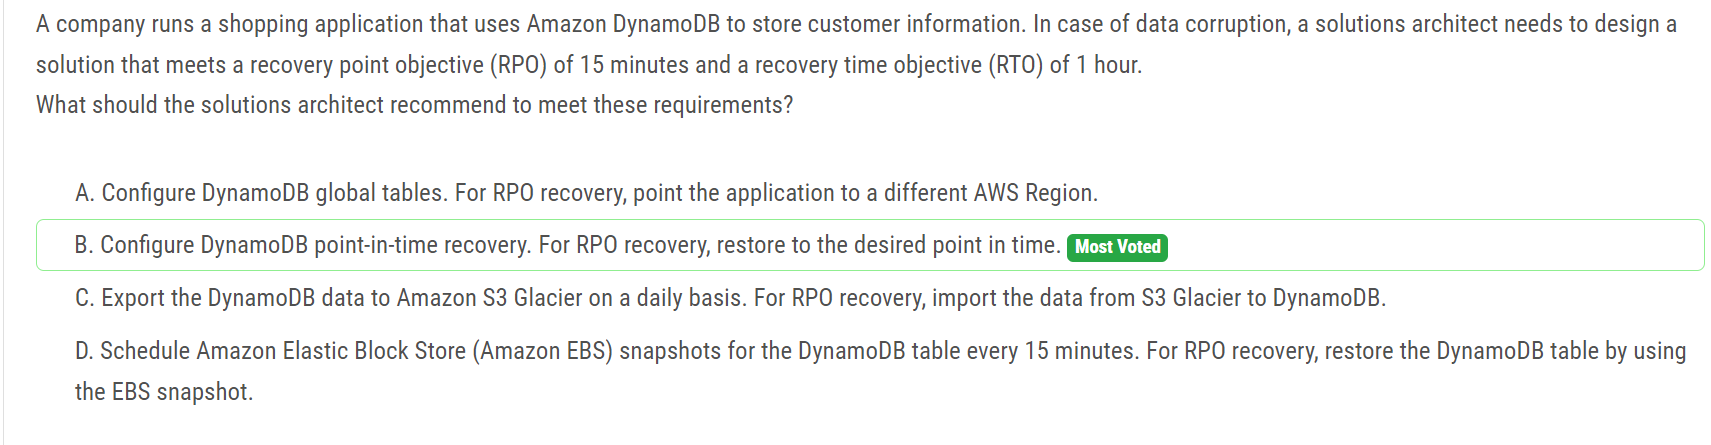 A company runs a shopping application that uses Amazon DynamoDB to store customer information. In case of data corruption, a solutions architect needs to design a
solution that meets a recovery point objective (RPO) of 15 minutes and a recovery time objective (RTO) of 1 hour.
What should the solutions architect recommend to meet these requirements?
A. Configure DynamoDB global tables. For RPO recovery, point the application to a different AWS Region.
B. Configure DynamoDB point-in-time recovery. For RPO recovery, restore to the desired point in time. Most Voted
C. Export the DynamoDB data to Amazon S3 Glacier on a daily basis. For RPO recovery, import the data from S3 Glacier to DynamoDB.
D. Schedule Amazon Elastic Block Store (Amazon EBS) snapshots for the DynamoDB table every 15 minutes. For RPO recovery, restore the DynamoDB table by using
the EBS snapshot.